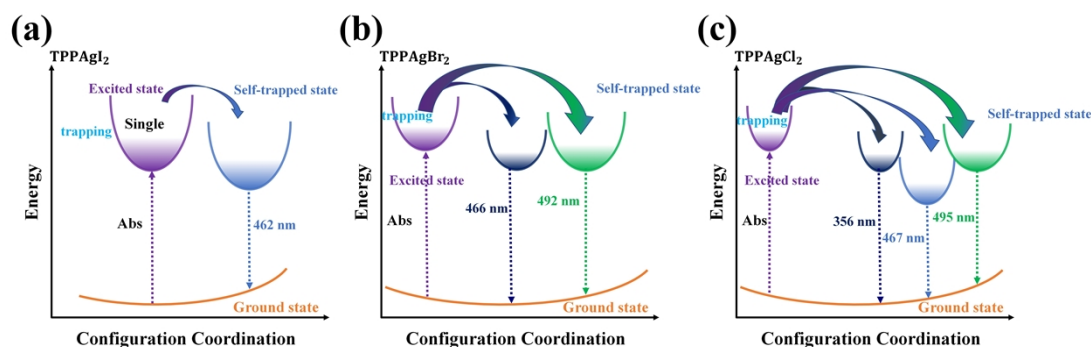 (a)
TPPAgI₂
Excited state
Self-trapped state
trapping
Single
Energy
Abs
462 nm
Ground state
Configuration Coordination
(b)
TPPAgBr₂
Self-trapped state
trapping
Excited state
Energy
Abs
466 nm
492 nm
Ground state
Configuration Coordination
(c)
TPPAgCl₂
Self-trapped state
trapping
Excited state
Energy
Abs
356 nm
467 nm
495 nm
Ground state
Configuration Coordination